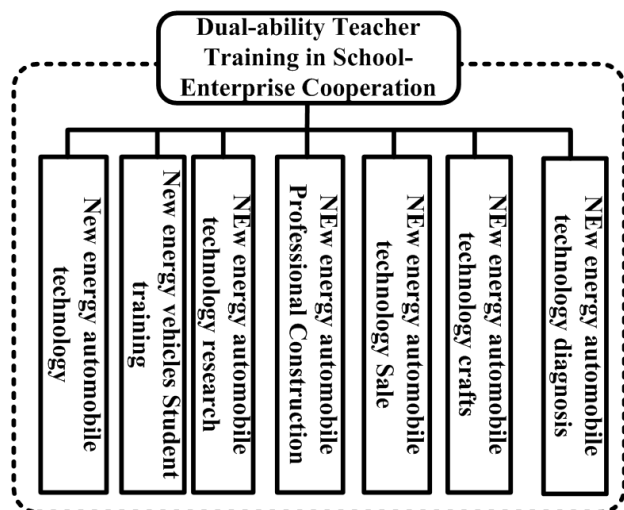 Dual-ability Teacher
Training in School-
Enterprise Cooperation
New energy automobile
technology
New energy vehicles Student
training
NEw energy automobile
technology research
NEw energy automobile
Professional Construction
NEw energy automobile
technology Sale
NEw energy automobile
technology crafts
NEw energy automobile
technology diagnosis